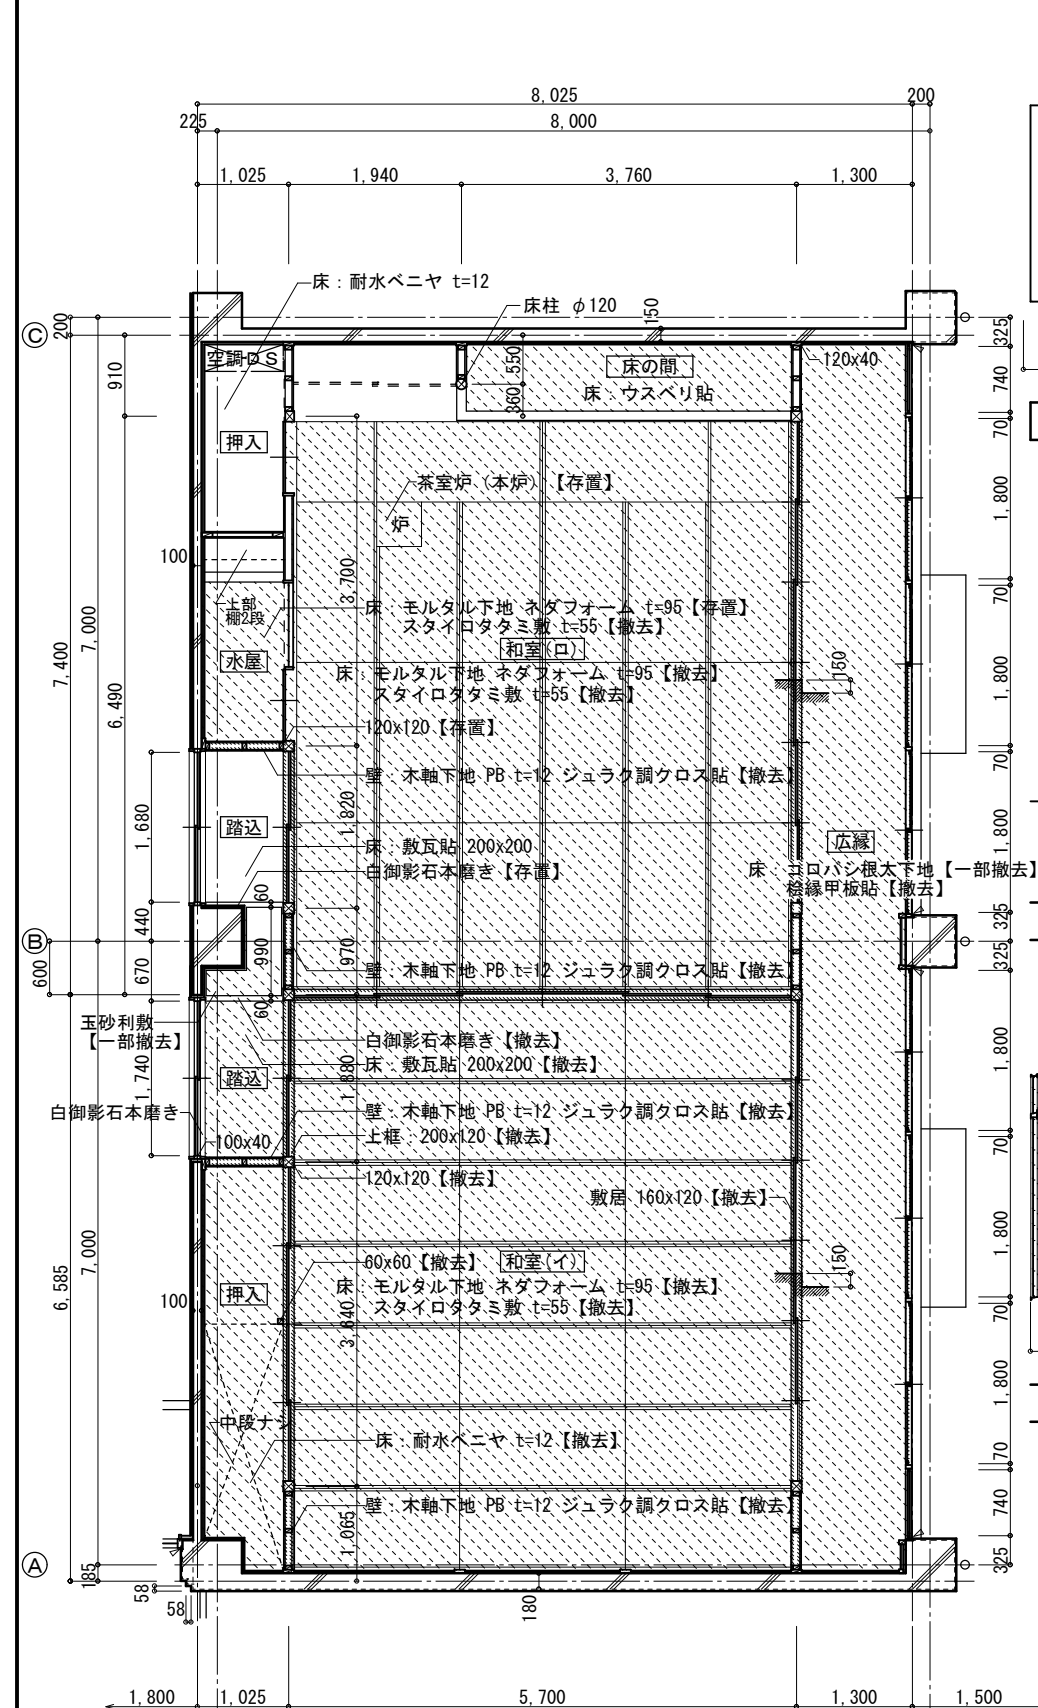 8,025
200
225
8,000
1,025
1,940
3,760
1,300
床：耐水ベニヤ t=12
床柱 φ120
150
C
200
325
空調DS
550
床の間
120x40
910
360
床：ウスベリ貼
740
70
押入
茶室炉（本炉）【存置】
1,800
炉
100
3,700
70
上部
棚2段
床：モルタル下地 ネダフォーム t=95【存置】
スタイロタタミ敷 t=55【撤去】
7,000
7,400
水屋
和室(ロ)
150
床：モルタル下地 ネダフォーム t=95【撤去】
スタイロタタミ敷 t=55【撤去】
1,800
6,490
120x120【存置】
70
壁：木軸下地 PB t=12 ジュラク調クロス貼【撤去】
1,680
1,820
踏込
1,800
広縁
床：敷瓦貼 200x200
白御影石本磨き【存置】
床：コロバシ根太下地【一部撤去】
桧縁甲板貼【撤去】
60
440
325
B
990
970
600
670
325
壁：木軸下地 PB t=12 ジュラク調クロス貼【撤去】
60
玉砂利敷
【一部撤去】
白御影石本磨き【撤去】
床：敷瓦貼 200x200【撤去】
1,740
1,880
踏込
1,800
白御影石本磨き
壁：木軸下地 PB t=12 ジュラク調クロス貼【撤去】
100x40
上框：200x120【撤去】
70
120x120【撤去】
敷居 160x120【撤去】
7,000
6,585
1,800
60x60【撤去】
和室(イ)
150
床：モルタル下地 ネダフォーム t=95【撤去】
スタイロタタミ敷 t=55【撤去】
押入
100
3,640
70
1,800
中段ナシ
床：耐水ベニヤ t=12【撤去】
70
740
壁：木軸下地 PB t=12 ジュラク調クロス貼【撤去】
1,065
A
185
325
58
58
180
1,800
1,025
5,700
1,300
1,500